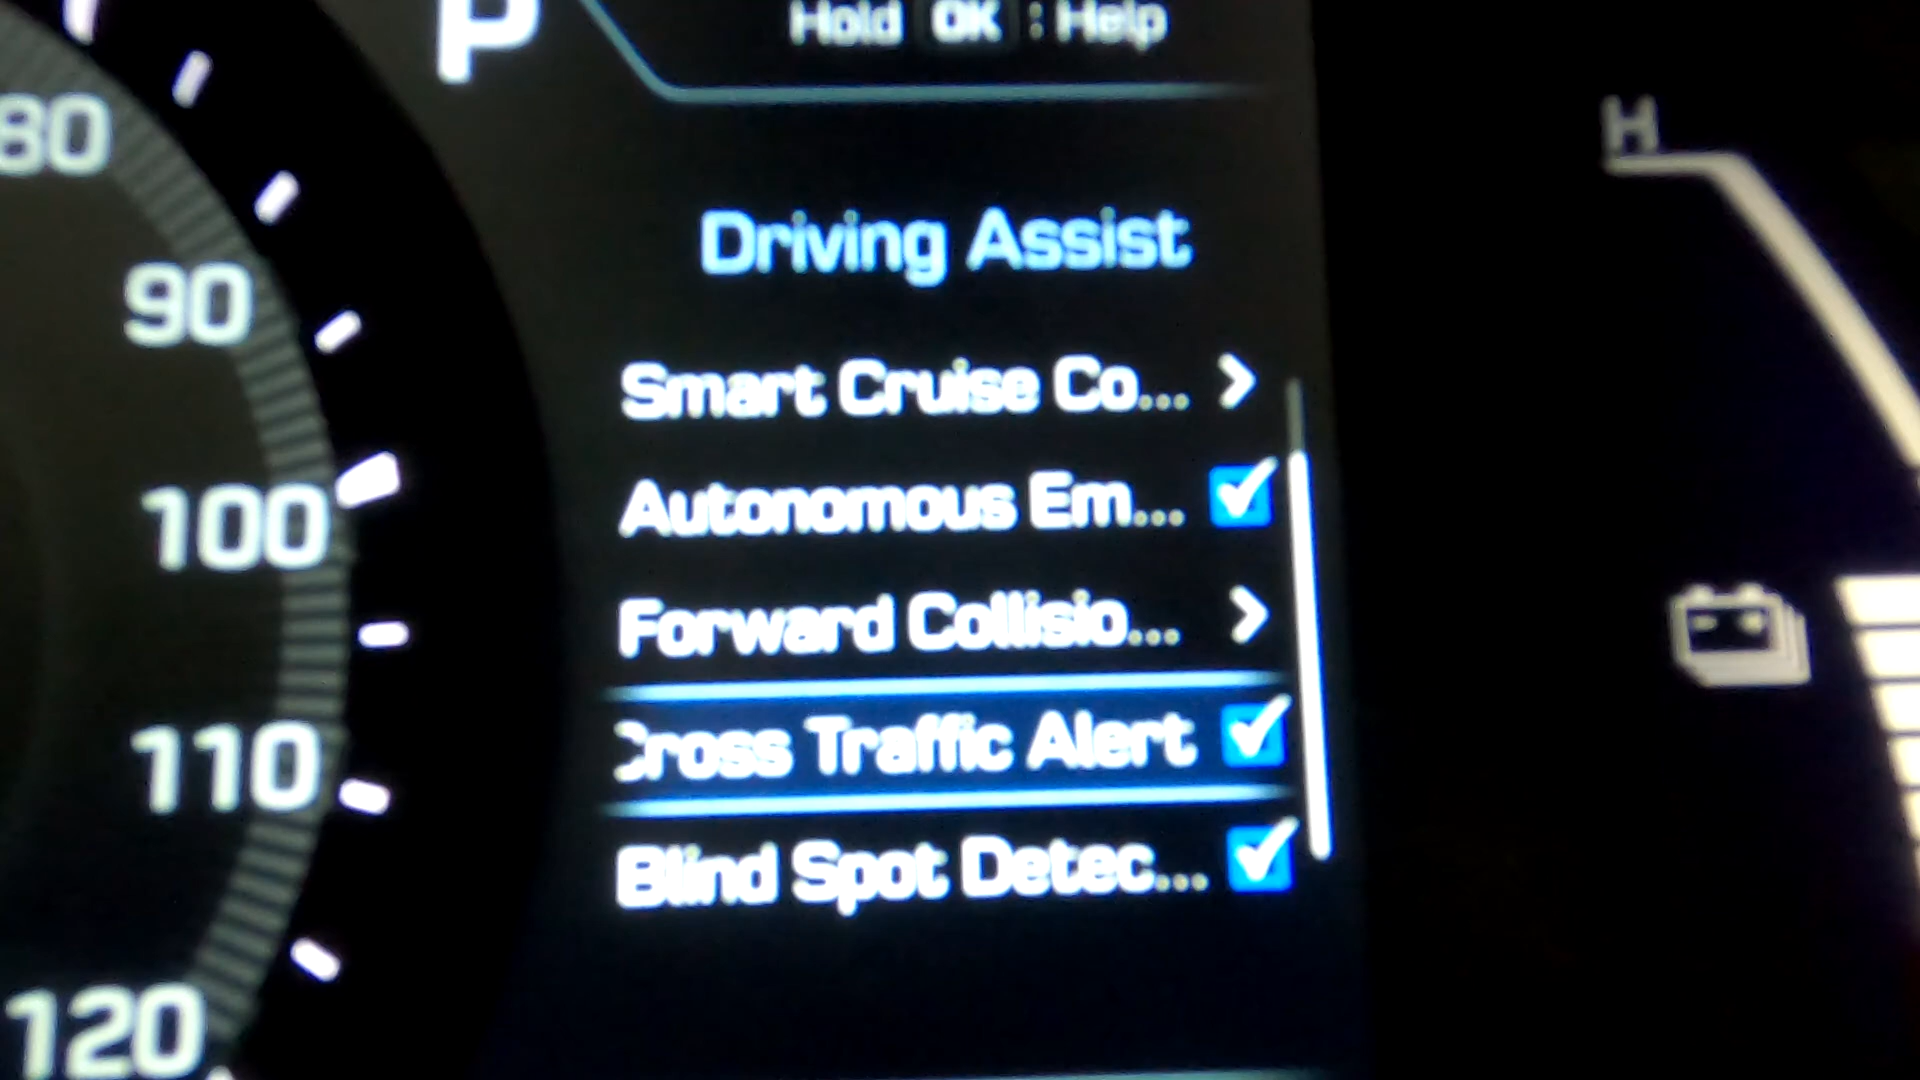 P
Hold OK : Help
Driving Assist
Smart Cruise Co...
Autonomous Em...
Forward Collisio...
Cross Traffic Alert
Blind Spot Detec...
80
90
100
110
120
H